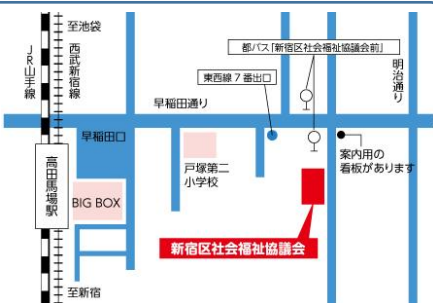 至池袋
西武新宿線
JR山手線
都バス「新宿区社会福祉協議会前」
明治通り
東西線7番出口
早稲田通り
早稲田口
戸塚第二
小学校
案内用の
看板があります
高田馬場駅
BIG BOX
新宿区社会福祉協議会
至新宿